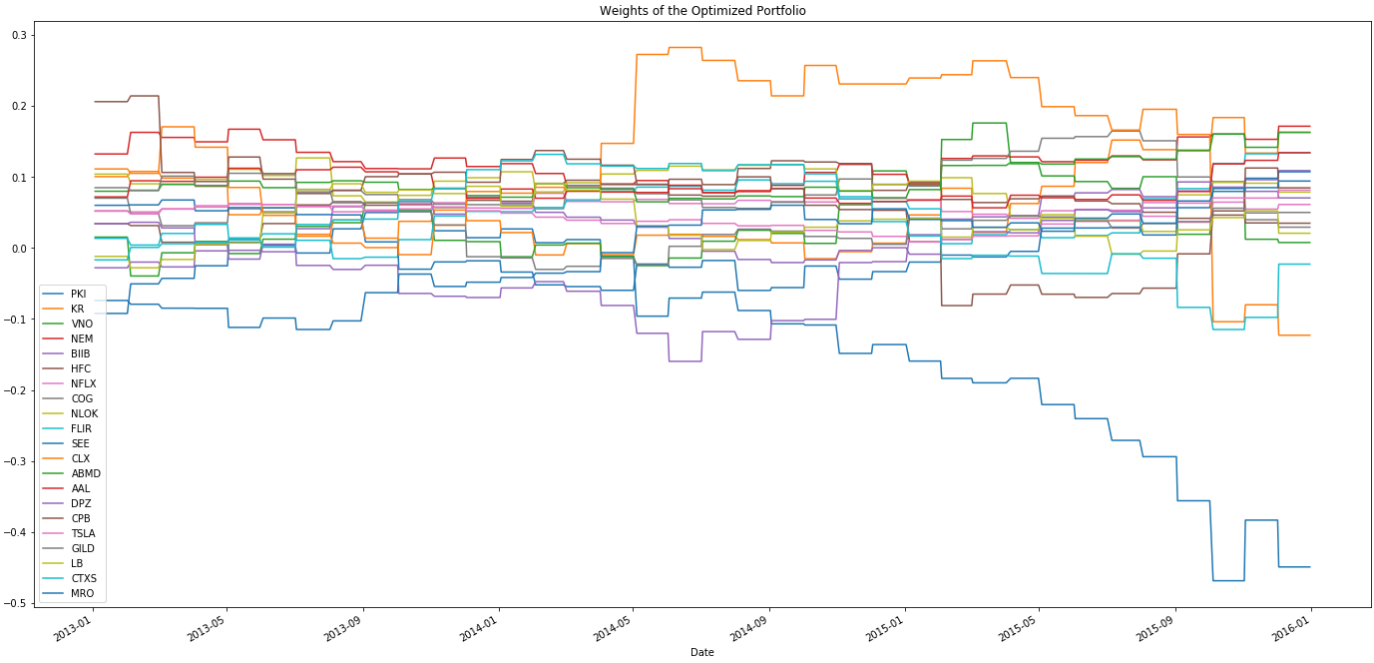 Weights of the Optimized Portfolio
0.3
0.2
0.1
0.0
−0.1
−0.2
−0.3
−0.4
−0.5
PKI
KR
VNO
NEM
BIIB
HFC
NFLX
COG
NLOK
FLIR
SEE
CLX
ABMD
AAL
DPZ
CPB
TSLA
GILD
LB
CTXS
MRO
2013-01
2013-05
2013-09
2014-01
2014-05
2014-09
2015-01
2015-05
2015-09
2016-01
Date